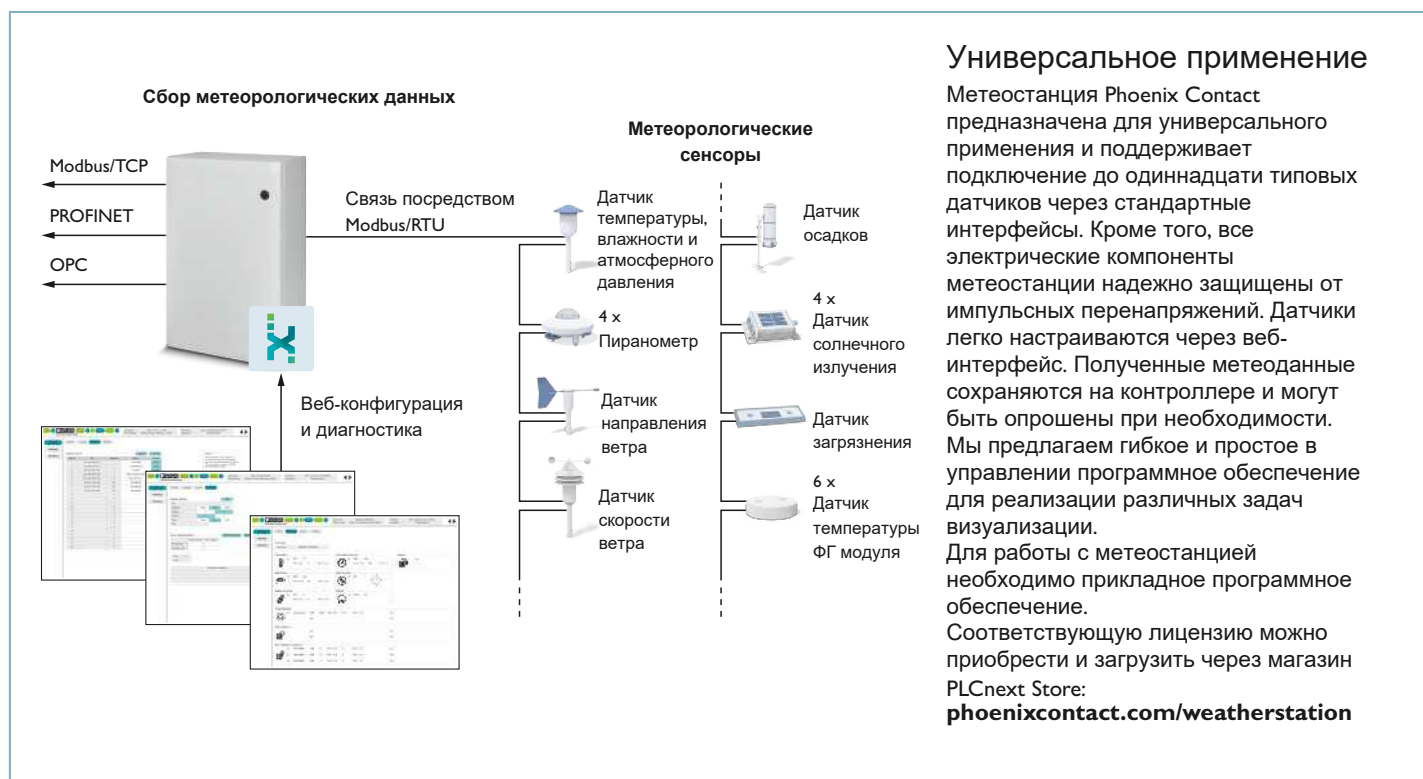 Сбор метеорологических данных
Modbus/TCP
PROFINET
OPC
Связь посредством
Modbus/RTU
Веб-конфигурация
и диагностика
Метеорологические
сенсоры
Датчик
температуры,
влажности и
атмосферного
давления
4 x
Пиранометр
Датчик
направления
ветра
Датчик
скорости
ветра
Датчик
осадков
4 x
Датчик
солнечного
излучения
Датчик
загрязнения
6 x
Датчик
температуры
ФГ модуля
Универсальное применение
Метеостанция Phoenix Contact
предназначена для универсального
применения и поддерживает
подключение до одиннадцати типовых
датчиков через стандартные
интерфейсы. Кроме того, все
электрические компоненты
метеостанции надежно защищены от
импульсных перенапряжений. Датчики
легко настраиваются через веб-
интерфейс. Полученные метеоданные
сохраняются на контроллере и могут
быть опрошены при необходимости.
Мы предлагаем гибкое и простое в
управлении программное обеспечение
для реализации различных задач
визуализации.
Для работы с метеостанцией
необходимо прикладное программное
обеспечение.
Соответствующую лицензию можно
приобрести и загрузить через магазин
PLCnext Store:
phoenixcontact.com/weatherstation